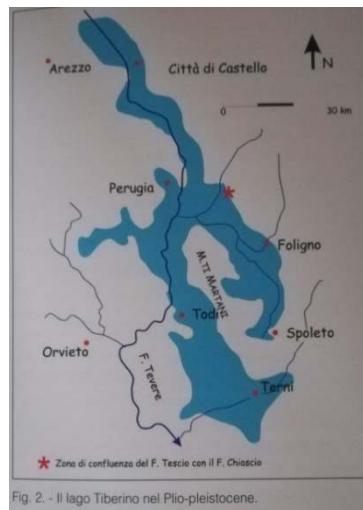 Arezzo
Città di Castello
N
0 30 km
Perugia
Foligno
M.TI MARTANI
Todi
Spoleto
Orvieto
F. Tevere
Terni
Zona di confluenza del F. Tescio con il F. Chiascio
Fig. 2. - Il lago Tiberino nel Plio-pleistocene.